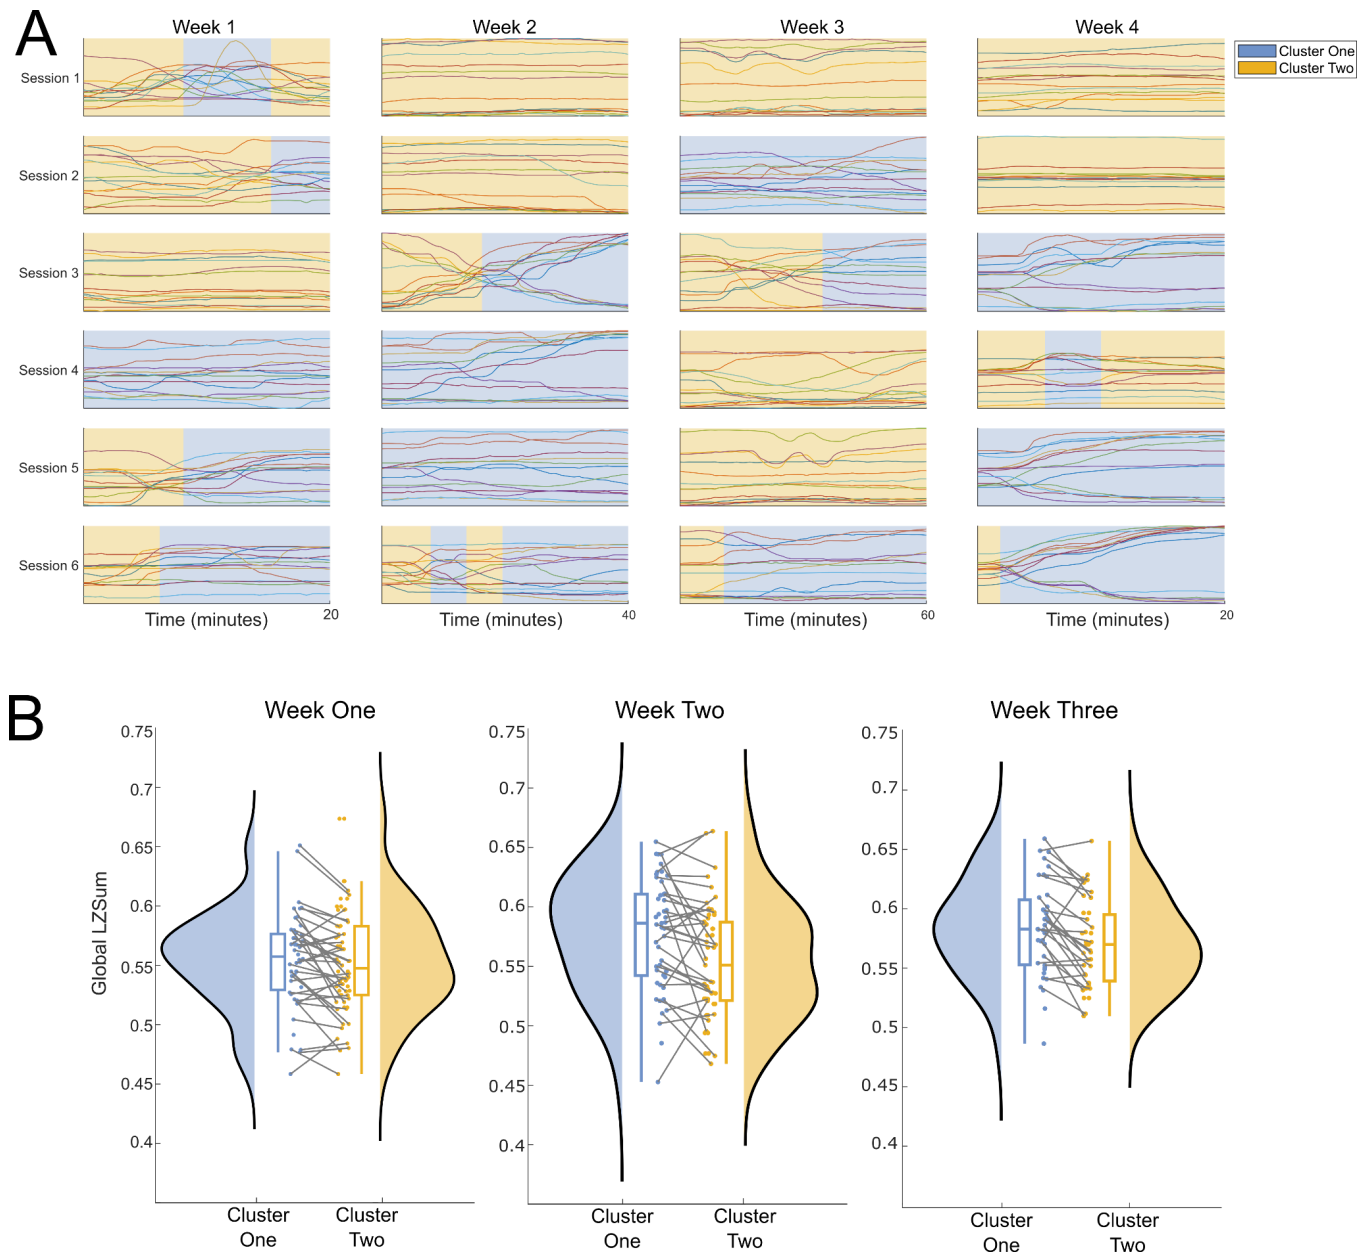 A
Week 1
Week 2
Week 3
Week 4
Cluster One
Cluster Two
Session 1
Session 2
Session 3
Session 4
Session 5
Session 6
Time (minutes)
20
Time (minutes)
40
Time (minutes)
60
Time (minutes)
20
B
Week One
Week Two
Week Three
Global LZSum
0.75
0.7
0.65
0.6
0.55
0.5
0.45
0.4
0.75
0.7
0.65
0.6
0.55
0.5
0.45
0.4
0.75
0.7
0.65
0.6
0.55
0.5
0.45
0.4
Cluster
One
Cluster
Two
Cluster
One
Cluster
Two
Cluster
One
Cluster
Two